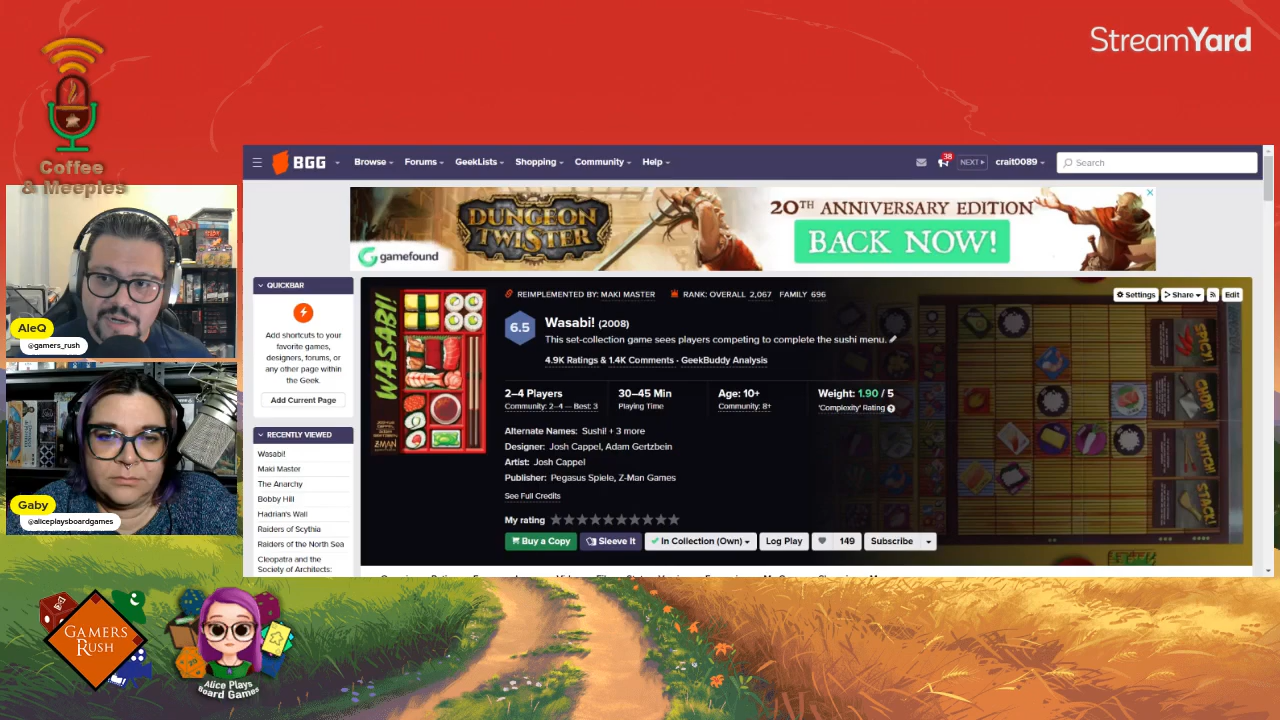 StreamYard
Coffee
& Meeples
BGG
Browse
Forums
GeekLists
Shopping
Community
Help
38
NEXT
crait0089
Search
DUNGEON
TWISTER
gamefound
20TH ANNIVERSARY EDITION
BACK NOW!
QUICKBAR
Add shortcuts to your
favorite games,
designers, forums, or
any other page within
the Geek.
Add Current Page
RECENTLY VIEWED
Wasabi!
Maki Master
The Anarchy
Bobby Hill
Hadrian's Wall
Raiders of Scythia
Raiders of the North Sea
Cleopatra and the
Society of Architects:
WASABI!
ZMAN
REIMPLEMENTED BY: MAKI MASTER
RANK: OVERALL 2,067 FAMILY 696
Settings
Share
Edit
6.5
Wasabi! (2008)
This set-collection game sees players competing to complete the sushi menu.
4.9K Ratings & 1.4K Comments · GeekBuddy Analysis
2–4 Players
Community: 2–4 — Best: 3
30–45 Min
Playing Time
Age: 10+
Community: 8+
Weight: 1.90 / 5
'Complexity' Rating
Alternate Names: Sushi! + 3 more
Designer: Josh Cappel, Adam Gertzbein
Artist: Josh Cappel
Publisher: Pegasus Spiele, Z-Man Games
See Full Credits
My rating
Buy a Copy
Sleeve It
In Collection (Own)
Log Play
149
Subscribe
SPICY!
CHOP!
SWITCH!
STACK!
AleQ
@gamers_rush
Gaby
@aliceplaysboardgames
GAMERS
RUSH
Alice Plays
Board Games